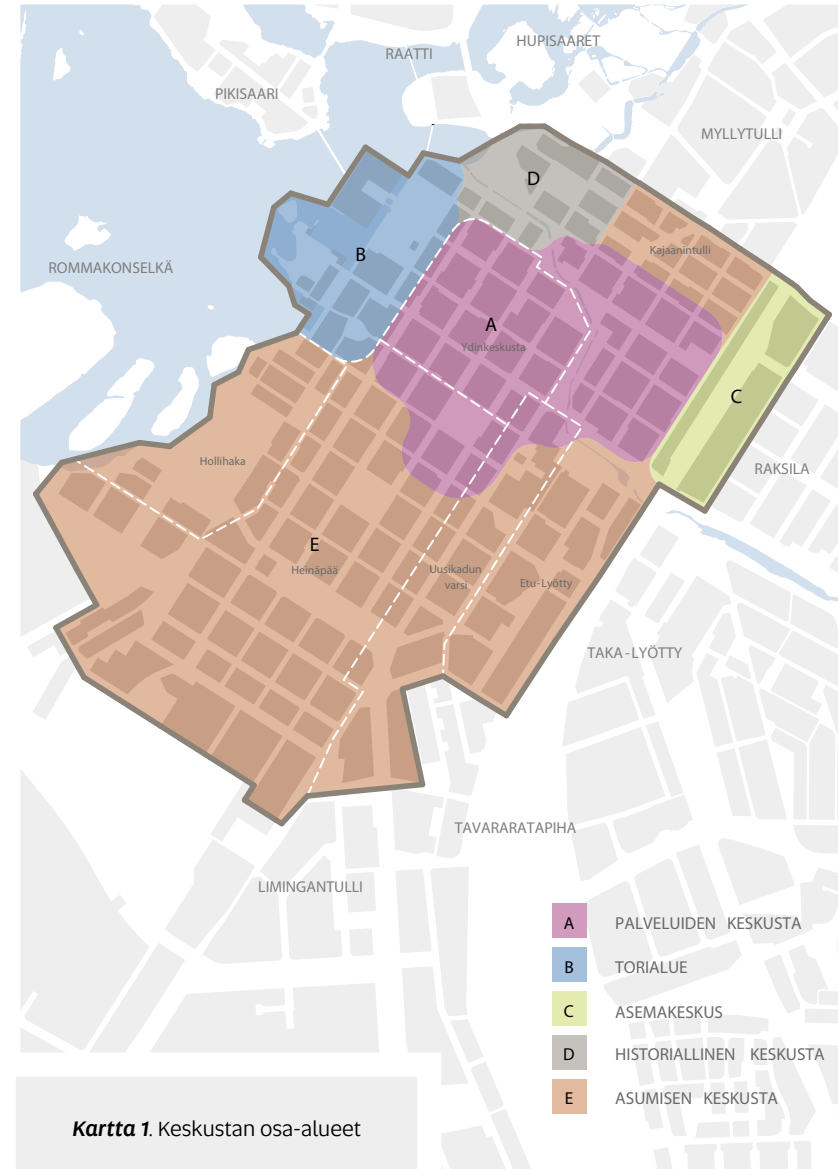 HUPISAARET
RAATTI
PIKISAARI
MYLLYTULLI
D
Kajaanintulli
B
ROMMAKONSELKÄ
A
Ydinkeskusta
C
Hollihaka
RAKSILA
E
Heinäpää
Uusikadun
varsi
Etu-Lyötty
TAKA-LYÖTTY
TAVARARATAPIHA
LIMINGANTULLI
A PALVELUIDEN KESKUSTA
B TORIALUE
C ASEMAKESKUS
D HISTORIALLINEN KESKUSTA
E ASUMISEN KESKUSTA
Kartta 1. Keskustan osa-alueet